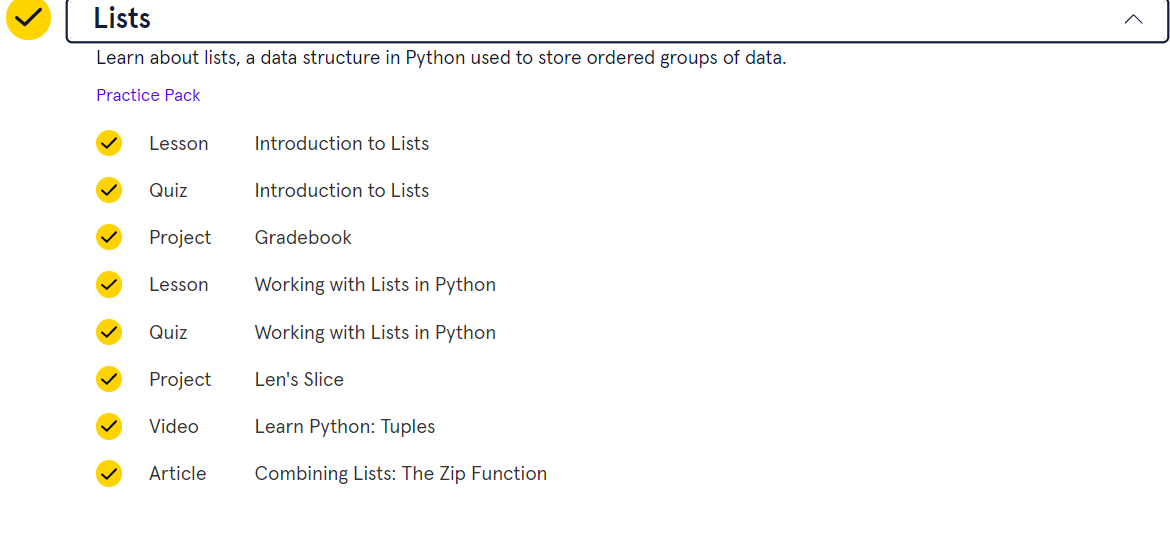 Lists
Learn about lists, a data structure in Python used to store ordered groups of data.
Practice Pack
Lesson Introduction to Lists
Quiz Introduction to Lists
Project Gradebook
Lesson Working with Lists in Python
Quiz Working with Lists in Python
Project Len's Slice
Video Learn Python: Tuples
Article Combining Lists: The Zip Function